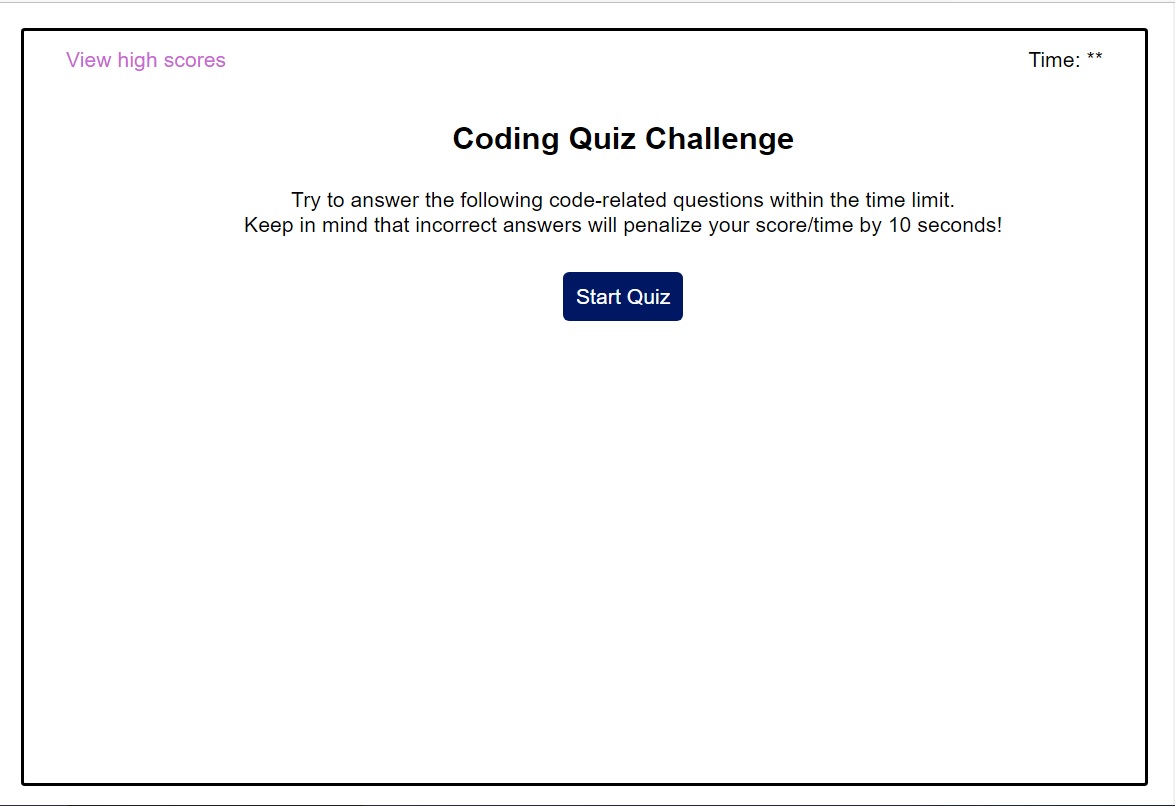 View high scores
Time: **
Coding Quiz Challenge
Try to answer the following code-related questions within the time limit.
Keep in mind that incorrect answers will penalize your score/time by 10 seconds!
Start Quiz